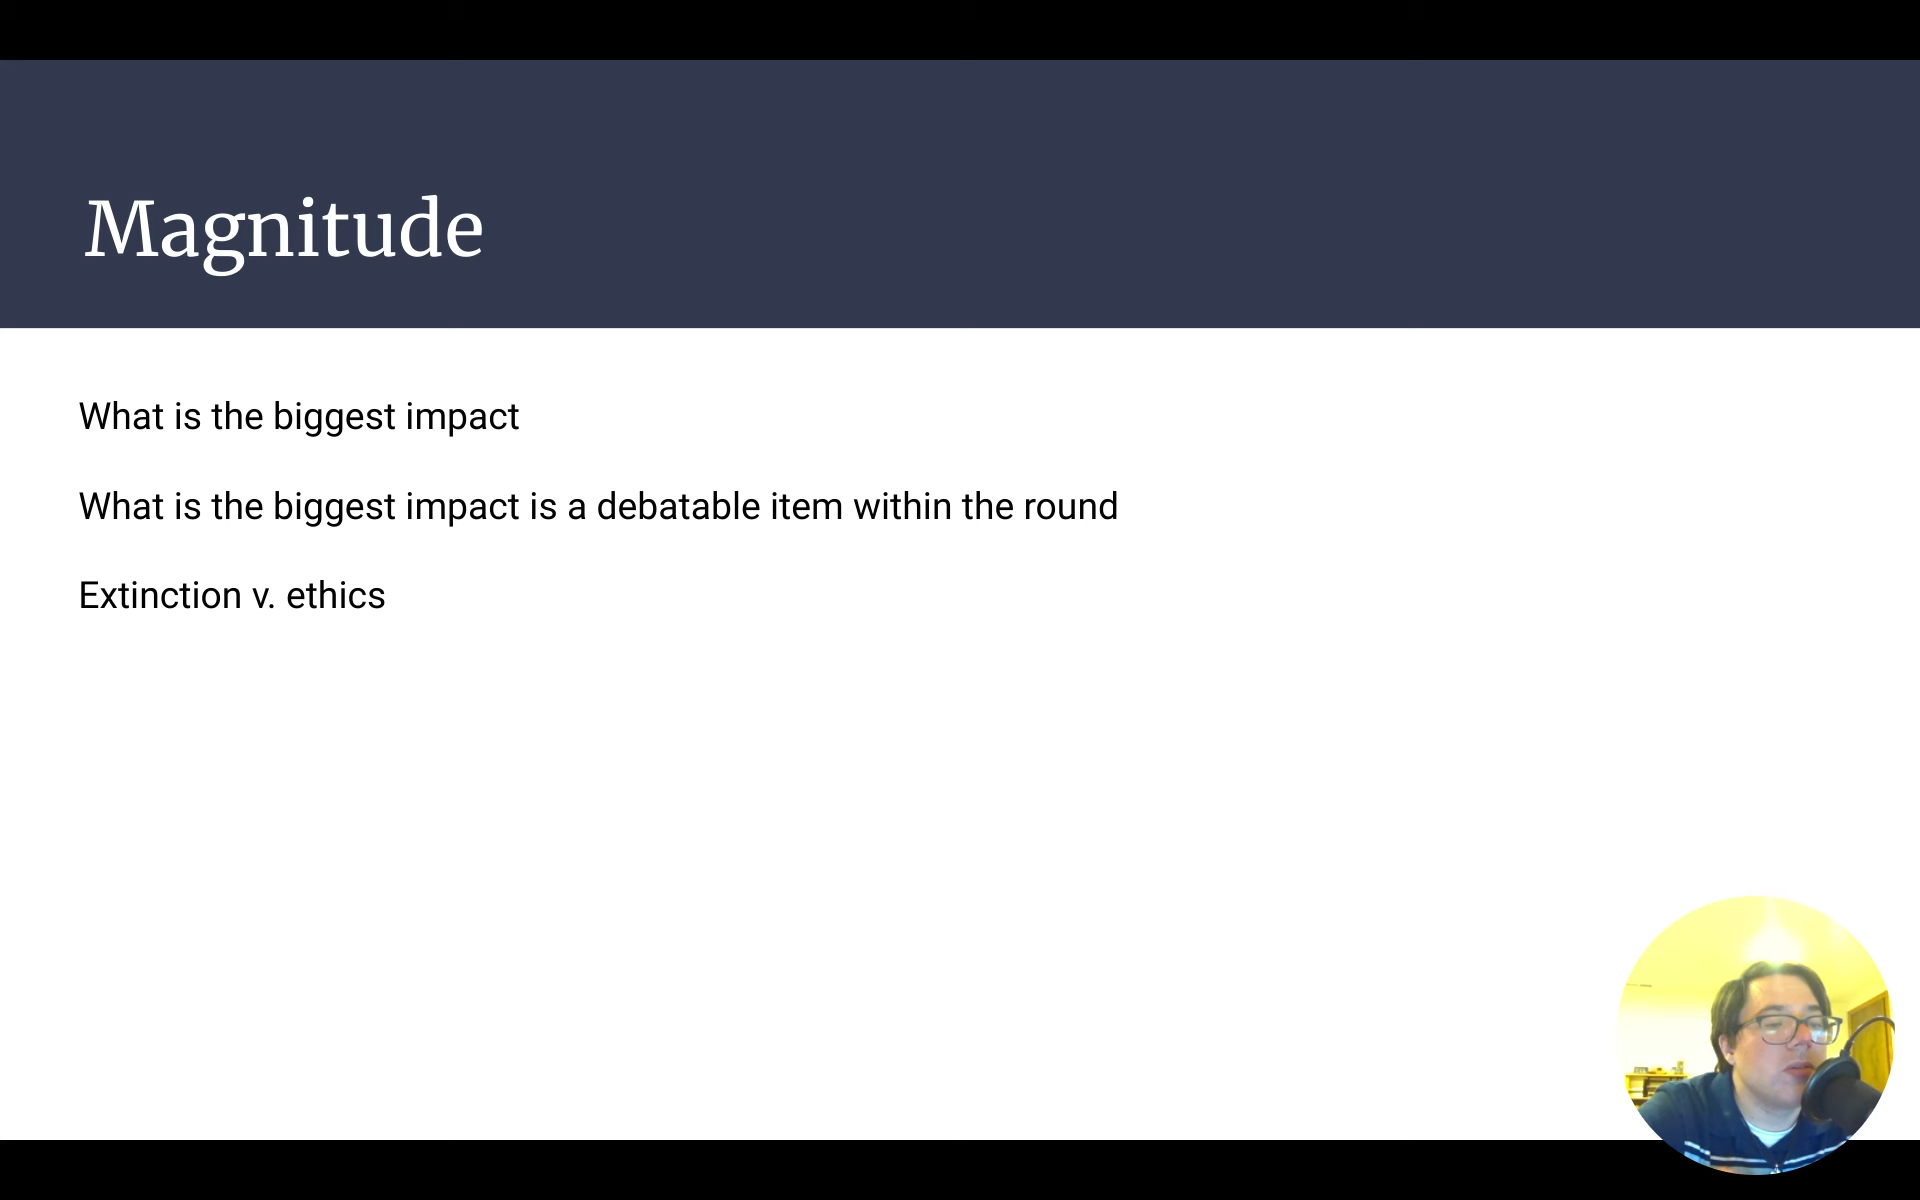 Magnitude
What is the biggest impact
What is the biggest impact is a debatable item within the round
Extinction v. ethics